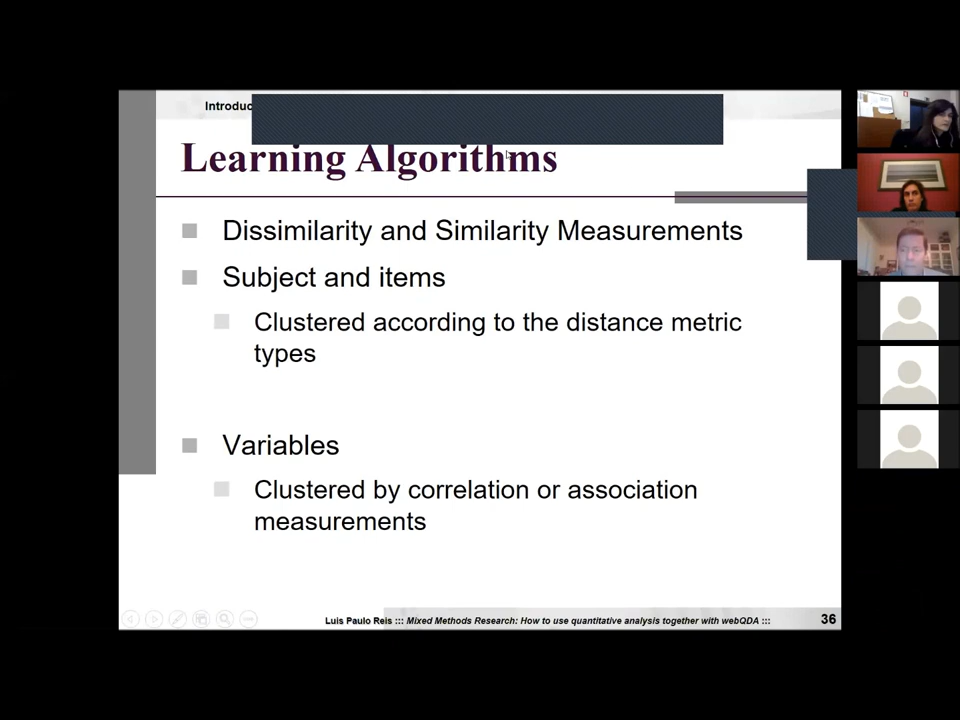 Introduc
Learning Algorithms
Dissimilarity and Similarity Measurements
Subject and items
Clustered according to the distance metric
types
Variables
Clustered by correlation or association
measurements
Luis Paulo Reis ::: Mixed Methods Research: How to use quantitative analysis together with webQDA ::: 36